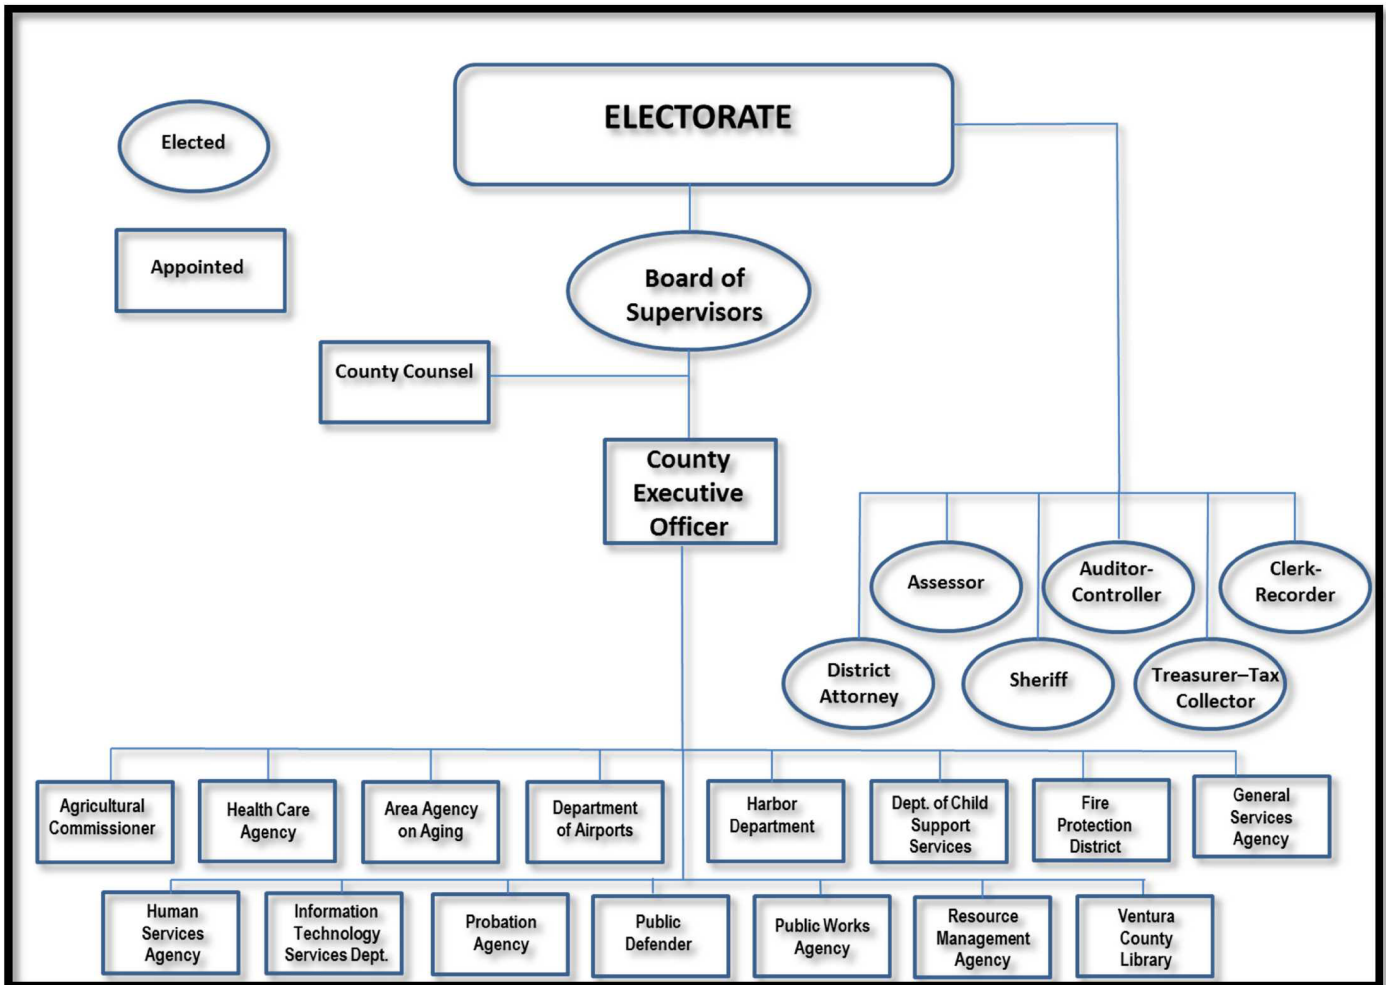 ELECTORATE
Elected
Appointed
Board of
Supervisors
County Counsel
County
Executive
Officer
Assessor
Auditor-
Controller
Clerk-
Recorder
District
Attorney
Sheriff
Treasurer–Tax
Collector
Agricultural
Commissioner
Health Care
Agency
Area Agency
on Aging
Department
of Airports
Harbor
Department
Dept. of Child
Support
Services
Fire
Protection
District
General
Services
Agency
Human
Services
Agency
Information
Technology
Services Dept.
Probation
Agency
Public
Defender
Public Works
Agency
Resource
Management
Agency
Ventura
County
Library